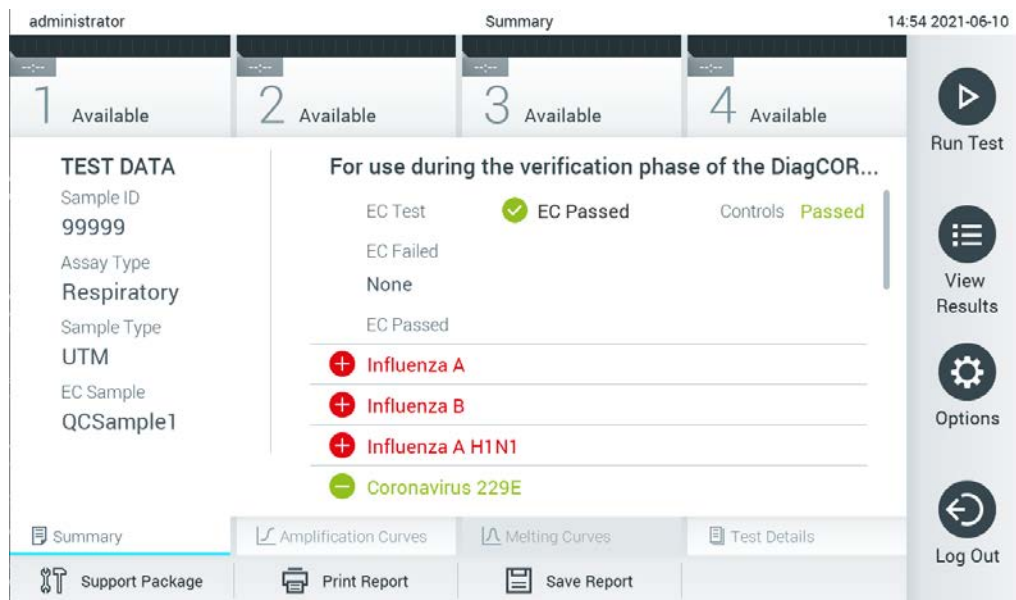 administrator
Summary
14:54 2021-06-10
--:--
--:--
--:--
--:--
1 Available
2 Available
3 Available
4 Available
TEST DATA
Sample ID
99999
Assay Type
Respiratory
Sample Type
UTM
EC Sample
QCSample1
For use during the verification phase of the DiagCOR...
EC Test EC Passed Controls Passed
EC Failed
None
EC Passed
Influenza A
Influenza B
Influenza A H1N1
Coronavirus 229E
Run Test
View
Results
Options
Log Out
Summary
Amplification Curves
Melting Curves
Test Details
Support Package
Print Report
Save Report